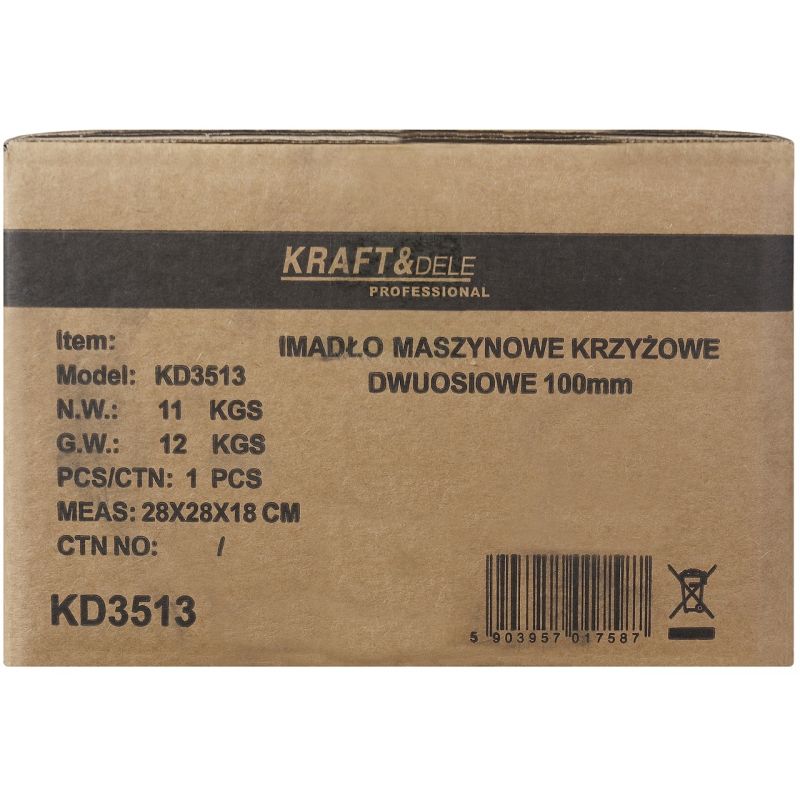 KRAFT&DELE
PROFESSIONAL
Item:
Model: KD3513
N.W.: 11 KGS
G.W.: 12 KGS
PCS/CTN: 1 PCS
MEAS: 28X28X18 CM
CTN NO: /
IMADŁO MASZYNOWE KRZYŻOWE
DWUOSIOWE 100mm
KD3513
5 903957 017587